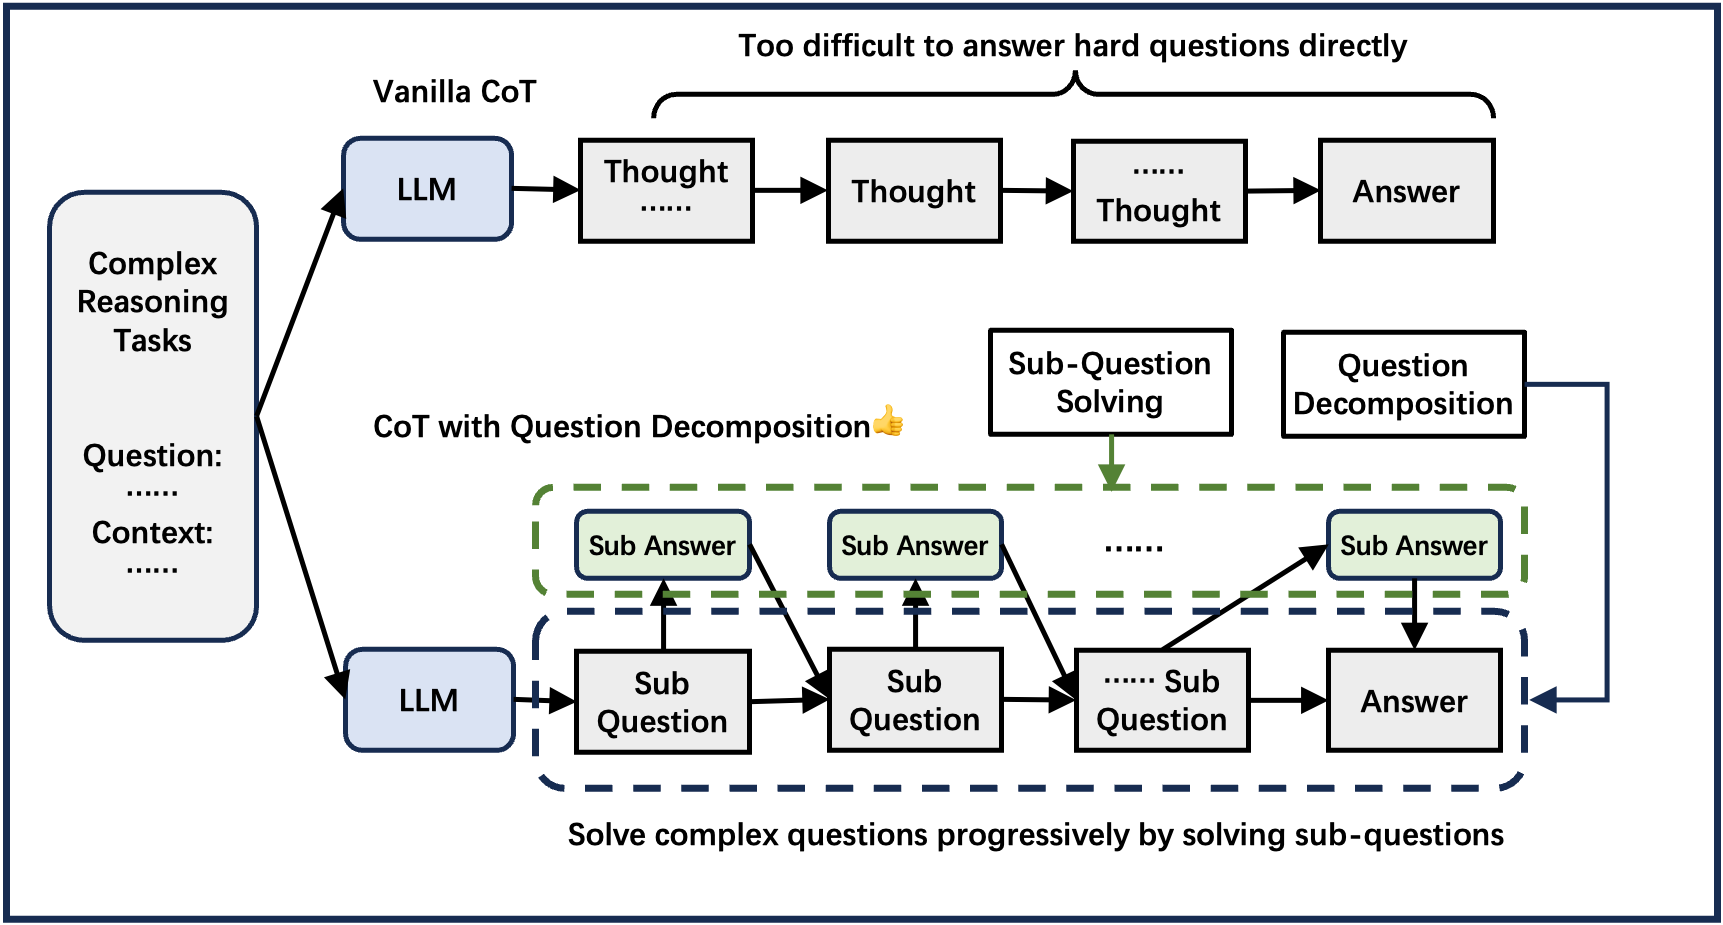 Too difficult to answer hard questions directly
Vanilla CoT
LLM
Thought
......
Thought
......
Thought
Answer
Complex
Reasoning
Tasks
Question:
......
Context:
......
Sub-Question
Solving
Question
Decomposition
CoT with Question Decomposition👍
Sub Answer
Sub Answer
......
Sub Answer
LLM
Sub
Question
Sub
Question
...... Sub
Question
Answer
Solve complex questions progressively by solving sub-questions